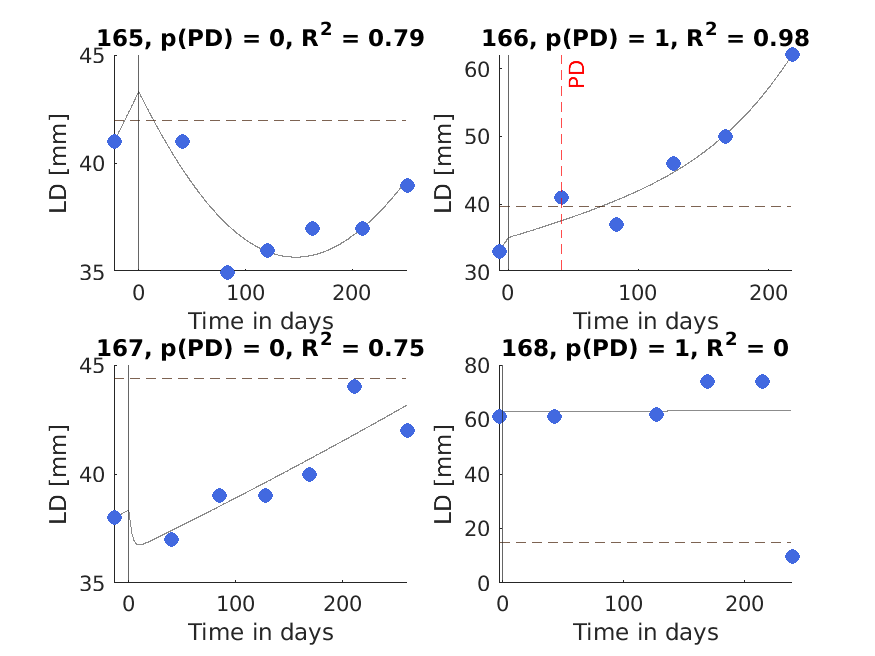 165, p(PD) = 0, R2 = 0.79
45
40
35
LD [mm]
0
100
200
Time in days
166, p(PD) = 1, R2 = 0.98
60
50
40
30
LD [mm]
PD
0
100
200
Time in days
167, p(PD) = 0, R2 = 0.75
45
40
35
LD [mm]
0
100
200
Time in days
168, p(PD) = 1, R2 = 0
80
60
40
20
0
LD [mm]
0
100
200
Time in days